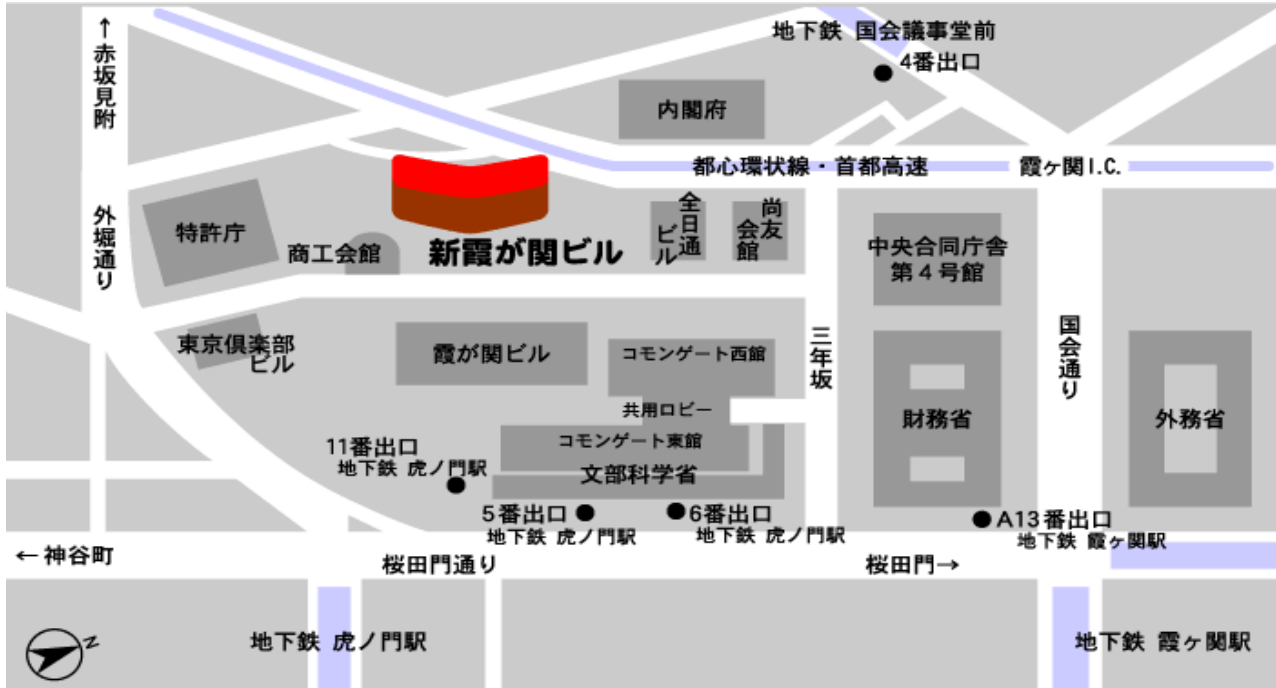 地下鉄 国会議事堂前
4番出口
↑赤坂見附
内閣府
都心環状線・首都高速
霞ヶ関I.C.
外堀通り
特許庁
商工会館
新霞が関ビル
全日通
ビル
尚友
会館
中央合同庁舎
第４号館
東京倶楽部
ビル
霞が関ビル
コモンゲート西館
三年坂
国会通り
共用ロビー
コモンゲート東館
財務省
外務省
11番出口
地下鉄 虎ノ門駅
文部科学省
5番出口
地下鉄 虎ノ門駅
6番出口
地下鉄 虎ノ門駅
A13番出口
地下鉄 霞ヶ関駅
←神谷町
桜田門通り
桜田門→
地下鉄 虎ノ門駅
地下鉄 霞ヶ関駅
N